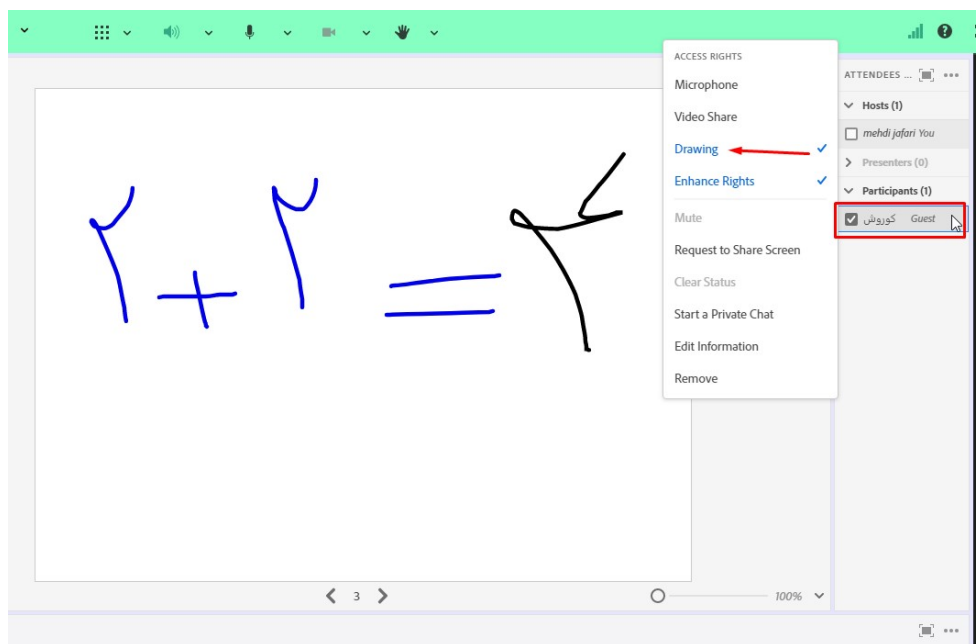 ACCESS RIGHTS
Microphone
Video Share
Drawing
Enhance Rights
Mute
Request to Share Screen
Clear Status
Start a Private Chat
Edit Information
Remove
ATTENDEES ...
Hosts (1)
mehdi jafari You
Presenters (0)
Participants (1)
کوروش Guest
۲ + ۲ = ۴
3
100%